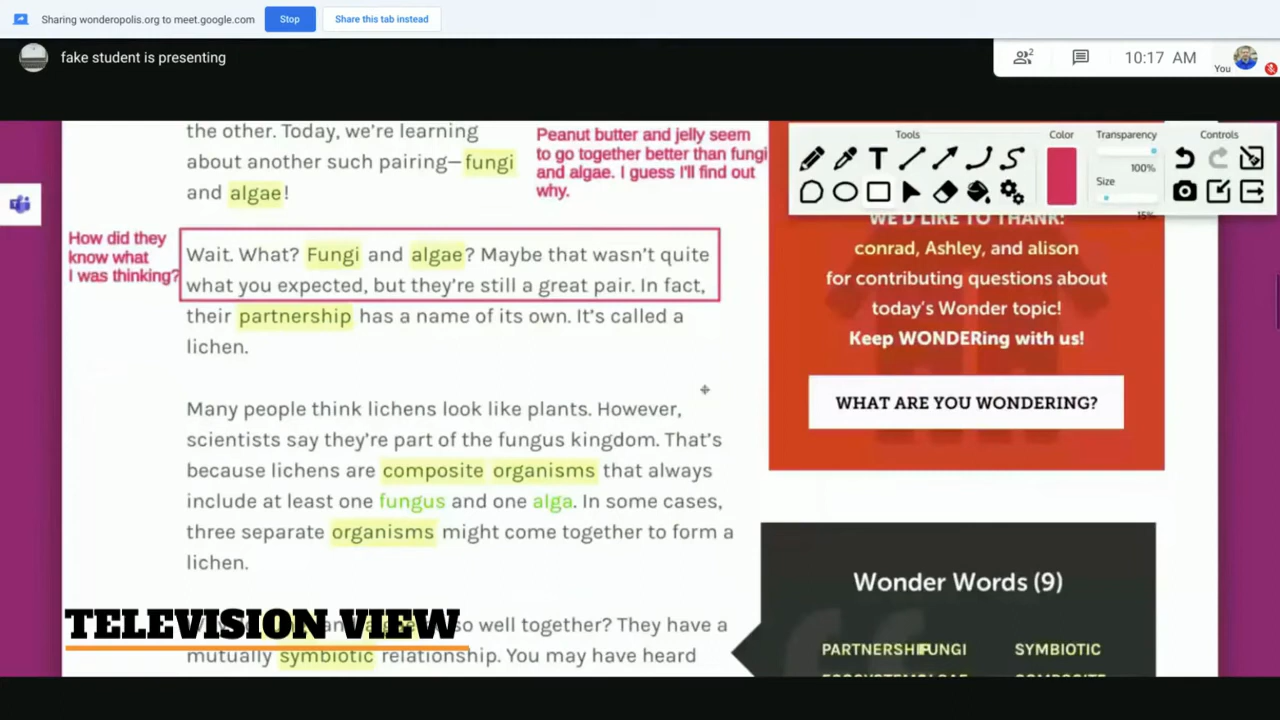 Sharing wonderopolis.org to meet.google.com
Stop
Share this tab instead
fake student is presenting
2
10:17 AM
You
the other. Today, we're learning
about another such pairing—fungi
and algae!
Peanut butter and jelly seem
to go together better than fungi
and algae. I guess I'll find out
why.
Tools
Color
Transparency
Controls
100%
Size
15%
How did they
know what
I was thinking?
Wait. What? Fungi and algae? Maybe that wasn't quite
what you expected, but they're still a great pair. In fact,
their partnership has a name of its own. It's called a
lichen.
Many people think lichens look like plants. However,
scientists say they're part of the fungus kingdom. That's
because lichens are composite organisms that always
include at least one fungus and one alga. In some cases,
three separate organisms might come together to form a
lichen.
so well together? They have a
mutually symbiotic relationship. You may have heard
TELEVISION VIEW
WE'D LIKE TO THANK:
conrad, Ashley, and alison
for contributing questions about
today's Wonder topic!
Keep WONDERing with us!
WHAT ARE YOU WONDERING?
Wonder Words (9)
PARTNERSHIP FUNGI SYMBIOTIC